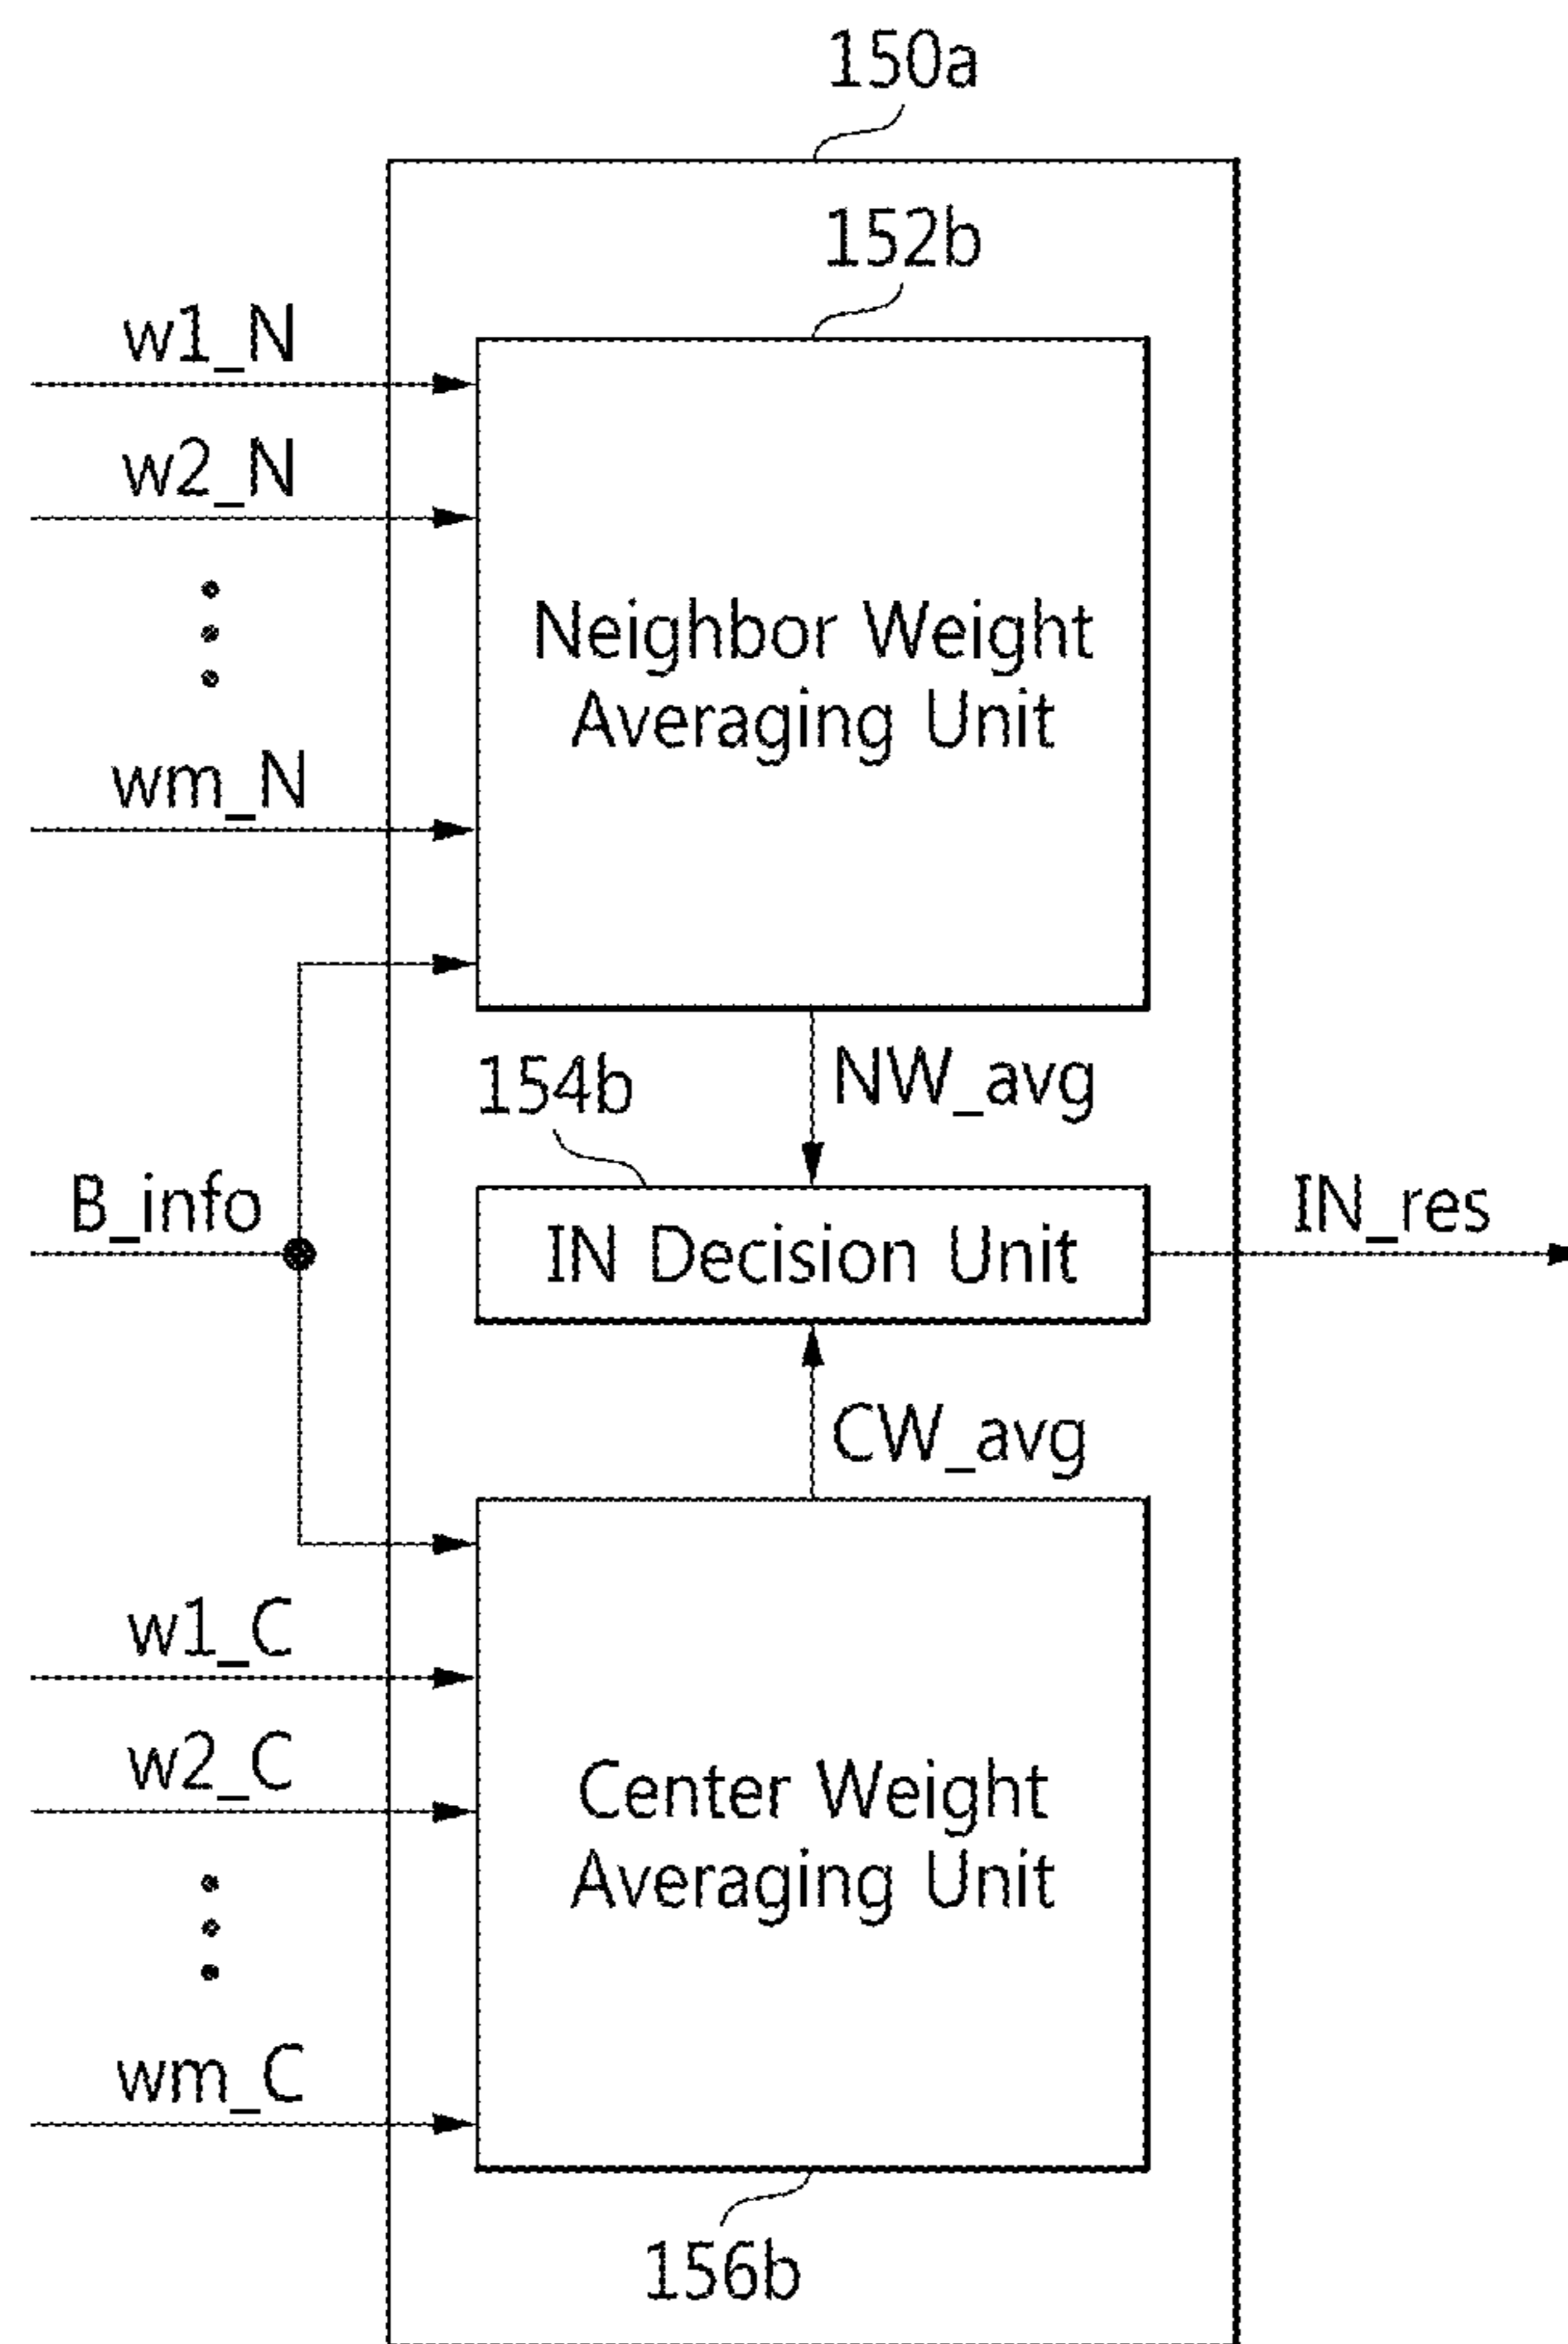 150a
152b
w1_N
w2_N
wm_N
Neighbor Weight
Averaging Unit
154b
NW_avg
B_info
IN Decision Unit
IN_res
CW_avg
w1_C
w2_C
wm_C
Center Weight
Averaging Unit
156b